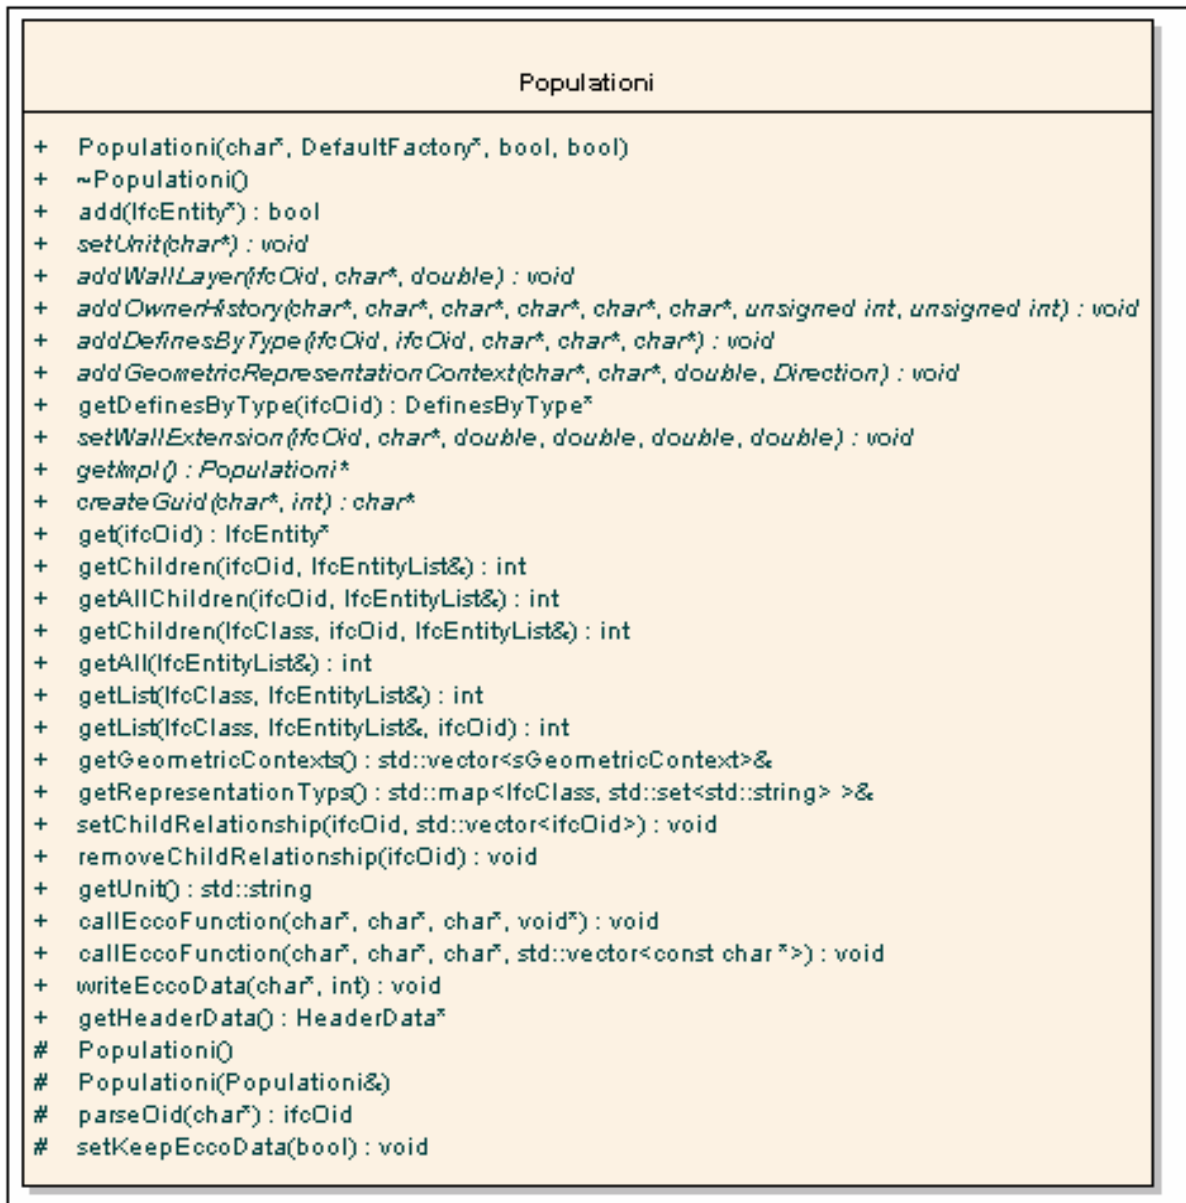 Populationi
+ Populationi(char*, DefaultFactory*, bool, bool)
+ ~Populationi()
+ add(IfcEntity*) : bool
+ setUnit(char*) : void
+ addWallLayer(ifcOid, char*, double) : void
+ addOwnerHistory(char*, char*, char*, char*, char*, char*, unsigned int, unsigned int) : void
+ addDefinesByType(ifcOid, ifcOid, char*, char*, char*) : void
+ addGeometricRepresentationContext(char*, char*, double, Direction) : void
+ getDefinesByType(ifcOid) : DefinesByType*
+ setWallExtension(ifcOid, char*, double, double, double, double) : void
+ getImpl() : Populationi*
+ createGuid(char*, int) : char*
+ get(ifcOid) : IfcEntity*
+ getChildren(ifcOid, IfcEntityList&) : int
+ getAllChildren(ifcOid, IfcEntityList&) : int
+ getChildren(IfcClass, ifcOid, IfcEntityList&) : int
+ getAll(IfcEntityList&) : int
+ getList(IfcClass, IfcEntityList&) : int
+ getList(IfcClass, IfcEntityList&, ifcOid) : int
+ getGeometricContexts() : std::vector<sGeometricContext>&
+ getRepresentationTyps() : std::map<IfcClass, std::set<std::string> >&
+ setChildRelationship(ifcOid, std::vector<ifcOid>) : void
+ removeChildRelationship(ifcOid) : void
+ getUnit() : std::string
+ callEccoFunction(char*, char*, char*, void*) : void
+ callEccoFunction(char*, char*, char*, std::vector<const char *>) : void
+ writeEccoData(char*, int) : void
+ getHeaderData() : HeaderData*
# Populationi()
# Populationi(Populationi&)
# parseOid(char*) : ifcOid
# setKeepEccoData(bool) : void